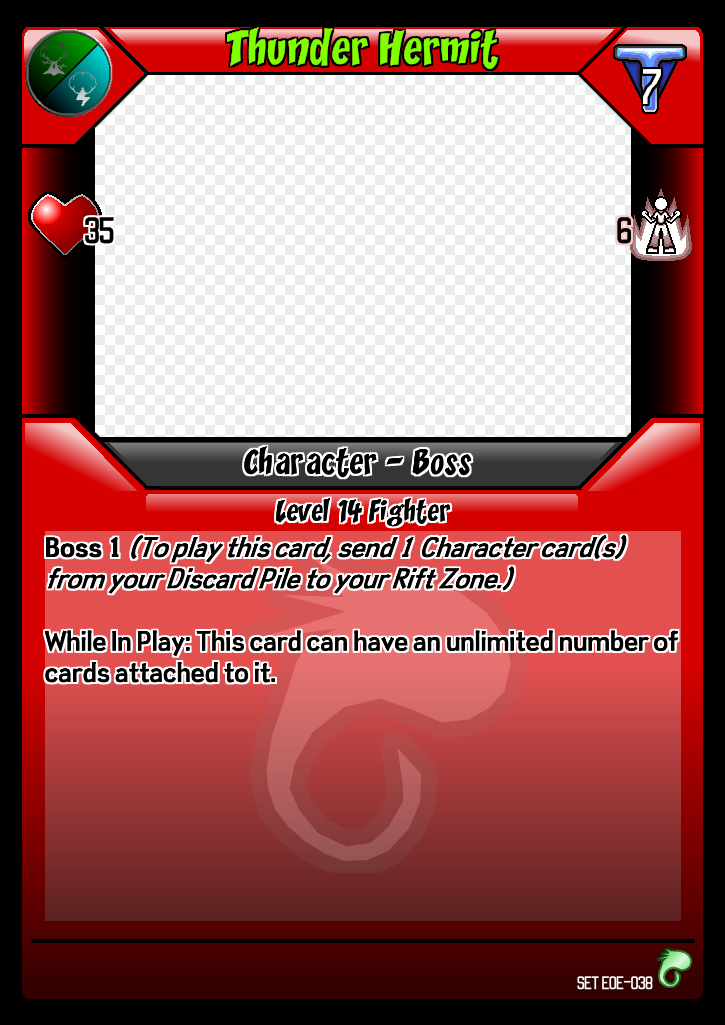 Thunder Hermit
7
35
6
Character - Boss
Level 14 Fighter
Boss 1 (To play this card, send 1 Character card(s)
from your Discard Pile to your Rift Zone.)
While In Play: This card can have an unlimited number of
cards attached to it.
SET EOE-038